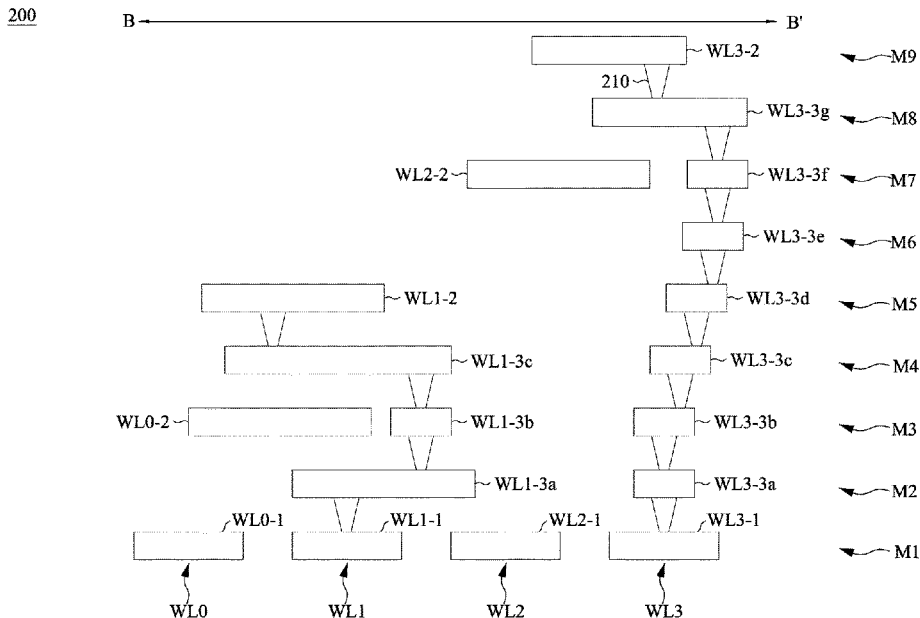 200
B B'
WL3-2 M9
210
WL3-3g M8
WL2-2 WL3-3f M7
WL3-3e M6
WL1-2 WL3-3d M5
WL1-3c WL3-3c M4
WL0-2 WL1-3b WL3-3b M3
WL1-3a WL3-3a M2
WL0-1 WL1-1 WL2-1 WL3-1
M1
WL0 WL1 WL2 WL3